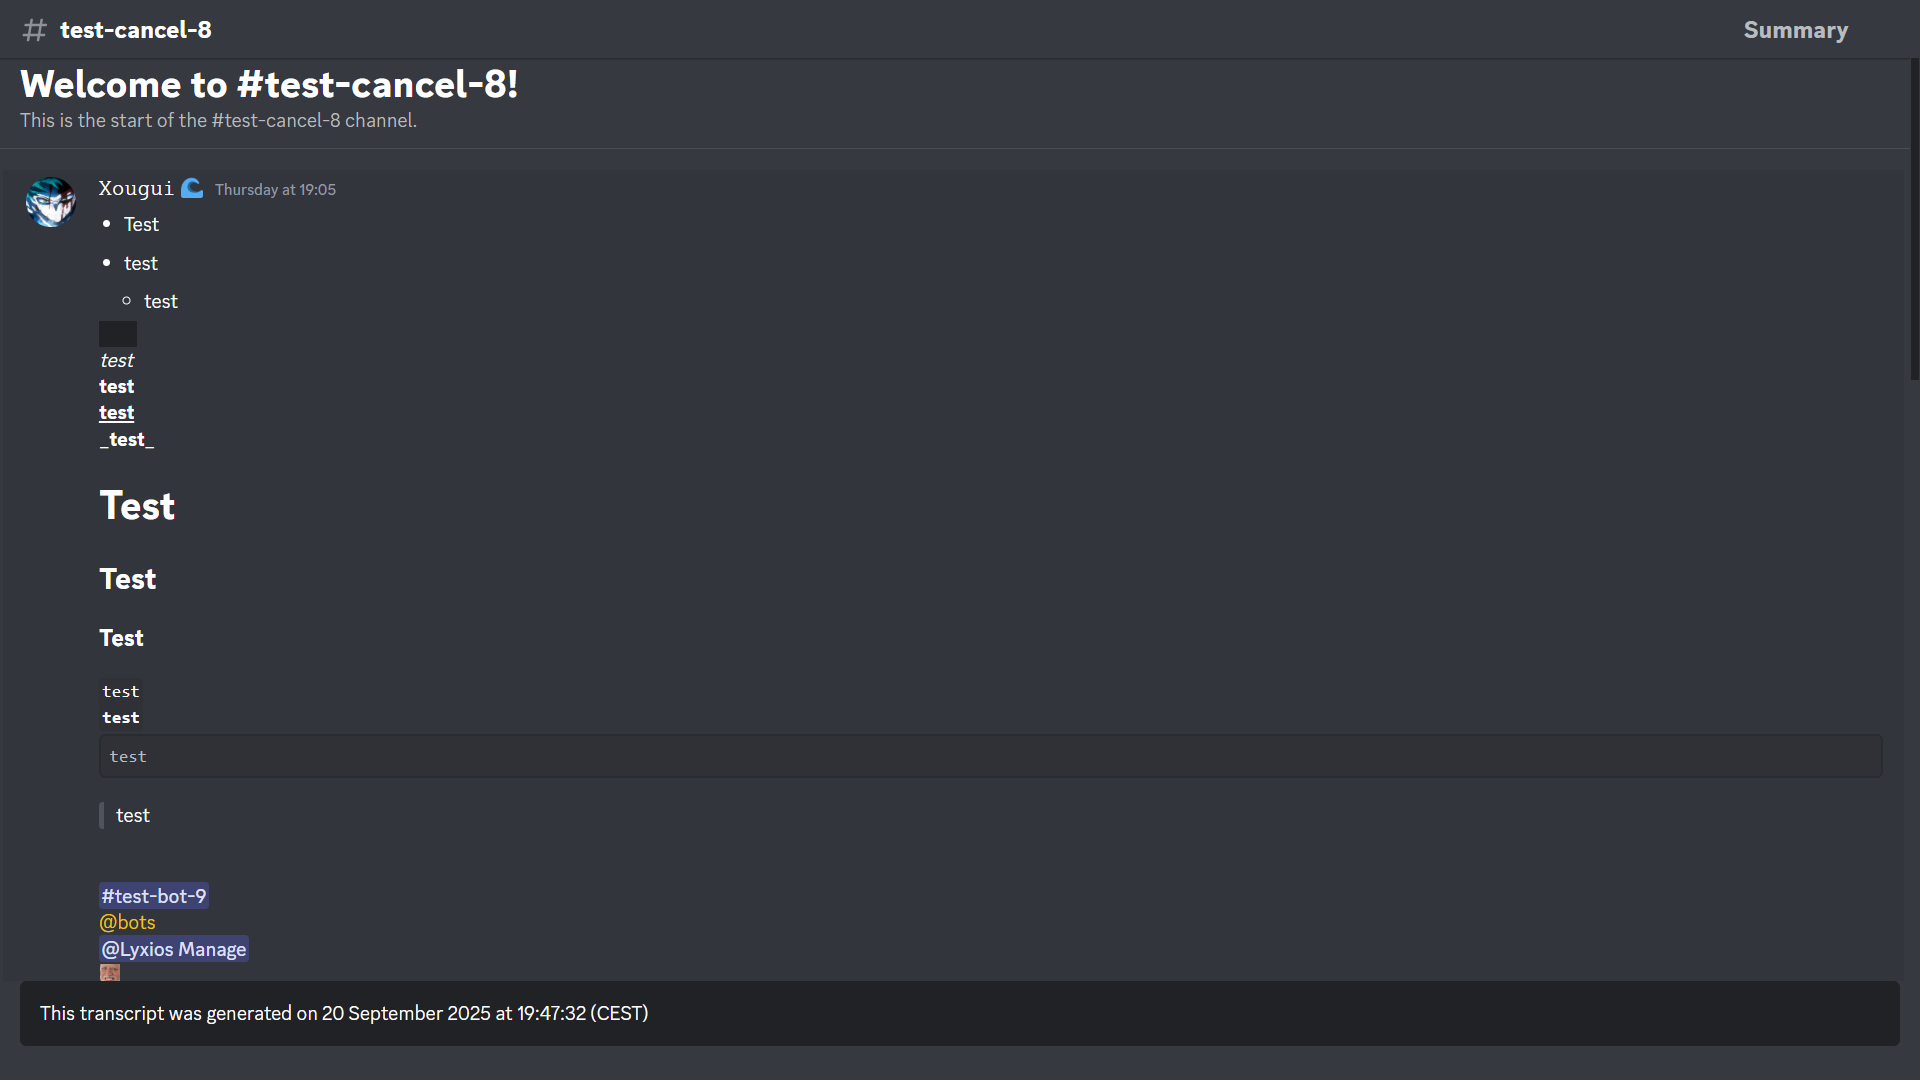 # test-cancel-8
Summary
Welcome to #test-cancel-8!
This is the start of the #test-cancel-8 channel.
Xougui 🌊 Thursday at 19:05
• Test
• test
◦ test
test
test
test
_test_
Test
Test
Test
test
test
test
test
#test-bot-9
@bots
@Lyxios Manage
This transcript was generated on 20 September 2025 at 19:47:32 (CEST)